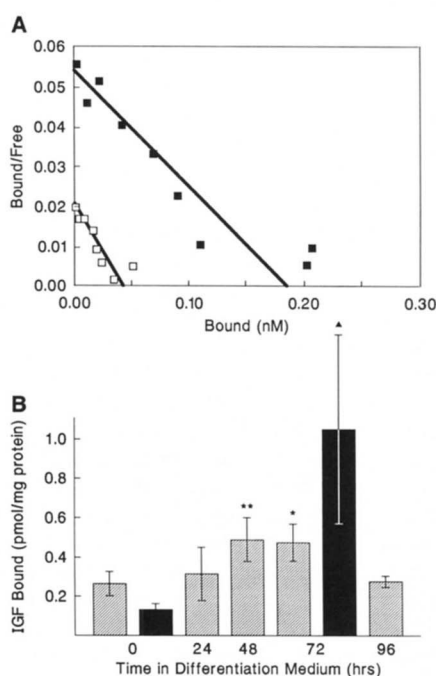 A
0.06
0.05
0.04
0.03
0.02
0.01
0.00
Bound/Free
0.00 0.10 0.20 0.30
Bound (nM)
B
1.0
0.8
0.6
0.4
0.2
IGF Bound (pmol/mg protein)
** * ▲
0 24 48 72 96
Time in Differentiation Medium (hrs)